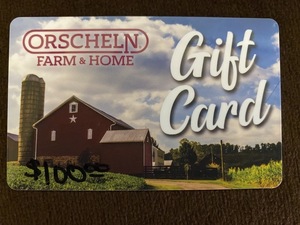 ORSCHELN
FARM & HOME
Gift
Card
$100.00